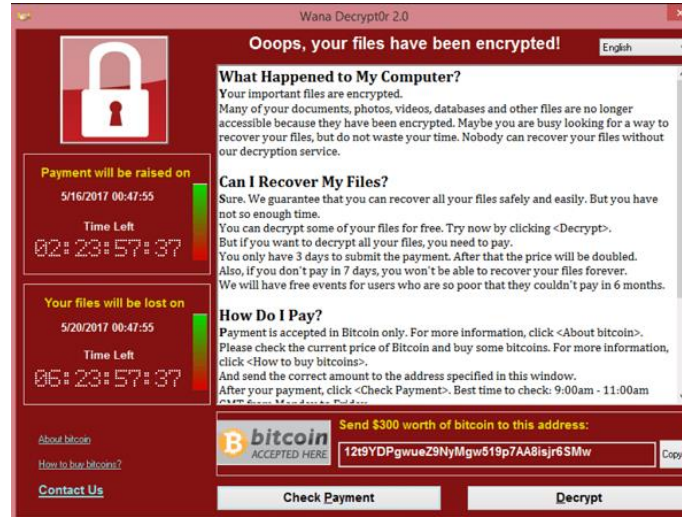 Wana Decrypt0r 2.0
Ooops, your files have been encrypted!
English
What Happened to My Computer?
Your important files are encrypted.
Many of your documents, photos, videos, databases and other files are no longer
accessible because they have been encrypted. Maybe you are busy looking for a way to
recover your files, but do not waste your time. Nobody can recover your files without
our decryption service.
Can I Recover My Files?
Sure. We guarantee that you can recover all your files safely and easily. But you have
not so enough time.
You can decrypt some of your files for free. Try now by clicking <Decrypt>.
But if you want to decrypt all your files, you need to pay.
You only have 3 days to submit the payment. After that the price will be doubled.
Also, if you don't pay in 7 days, you won't be able to recover your files forever.
We will have free events for users who are so poor that they couldn't pay in 6 months.
How Do I Pay?
Payment is accepted in Bitcoin only. For more information, click <About bitcoin>.
Please check the current price of Bitcoin and buy some bitcoins. For more information,
click <How to buy bitcoins>.
And send the correct amount to the address specified in this window.
After your payment, click <Check Payment>. Best time to check: 9:00am - 11:00am
GMT from Monday to Friday.
Payment will be raised on
5/16/2017 00:47:55
Time Left
02:23:57:37
Your files will be lost on
5/20/2017 00:47:55
Time Left
06:23:57:37
About bitcoin
How to buy bitcoins?
Contact Us
bitcoin
ACCEPTED HERE
Send $300 worth of bitcoin to this address:
12t9YDPgwueZ9NyMgw519p7AA8isjr6SMw
Copy
Check Payment
Decrypt